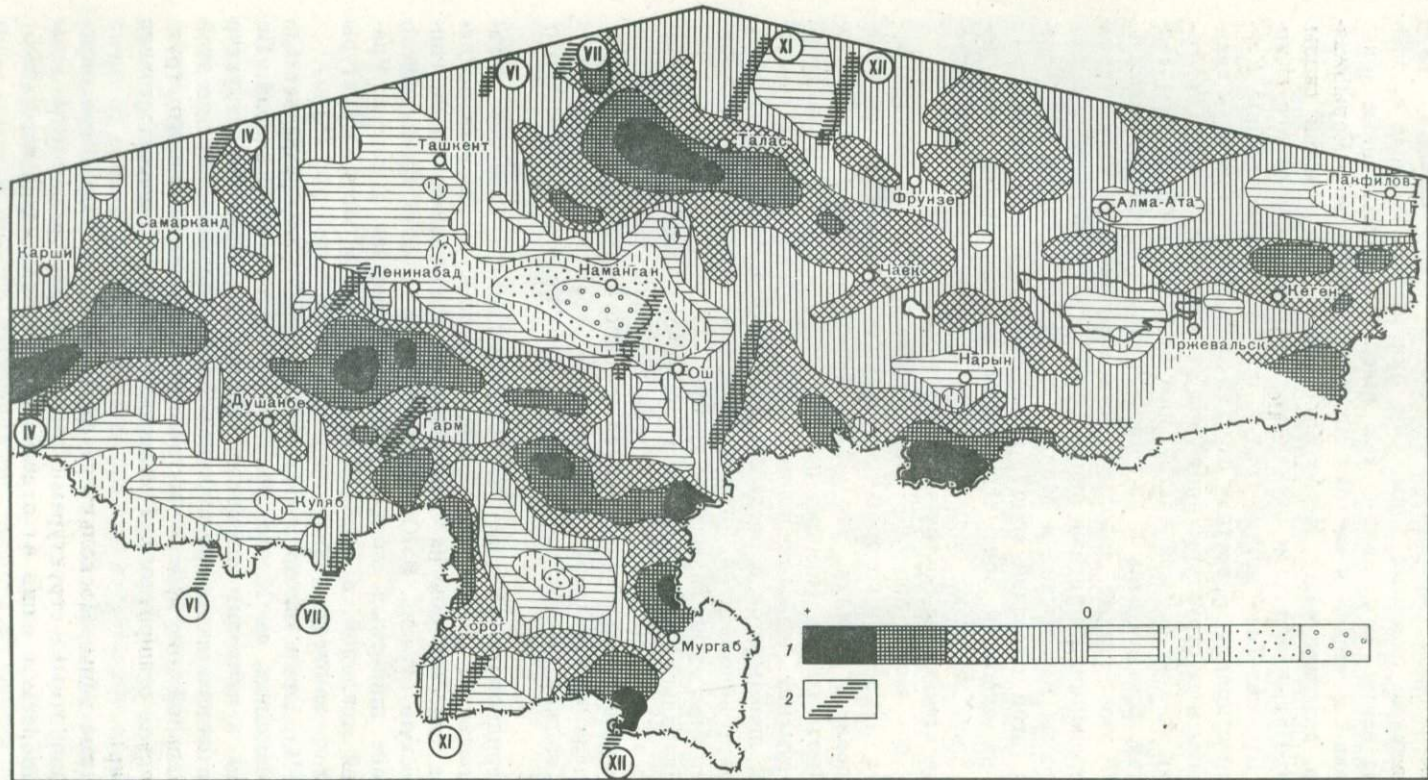 VII
XI
VI
XII
IV
Ташкент
Талас
Фрунзе
Панфилов
Алма-Ата
Самарканд
Карши
Ленинабад
Наманган
Чаек
Кеген
Пржевальск
Нарын
Ош
Душанбе
Гарм
IV
Куляб
VI
VII
Хорог
Мургаб
+
0
1
2
XI
XII